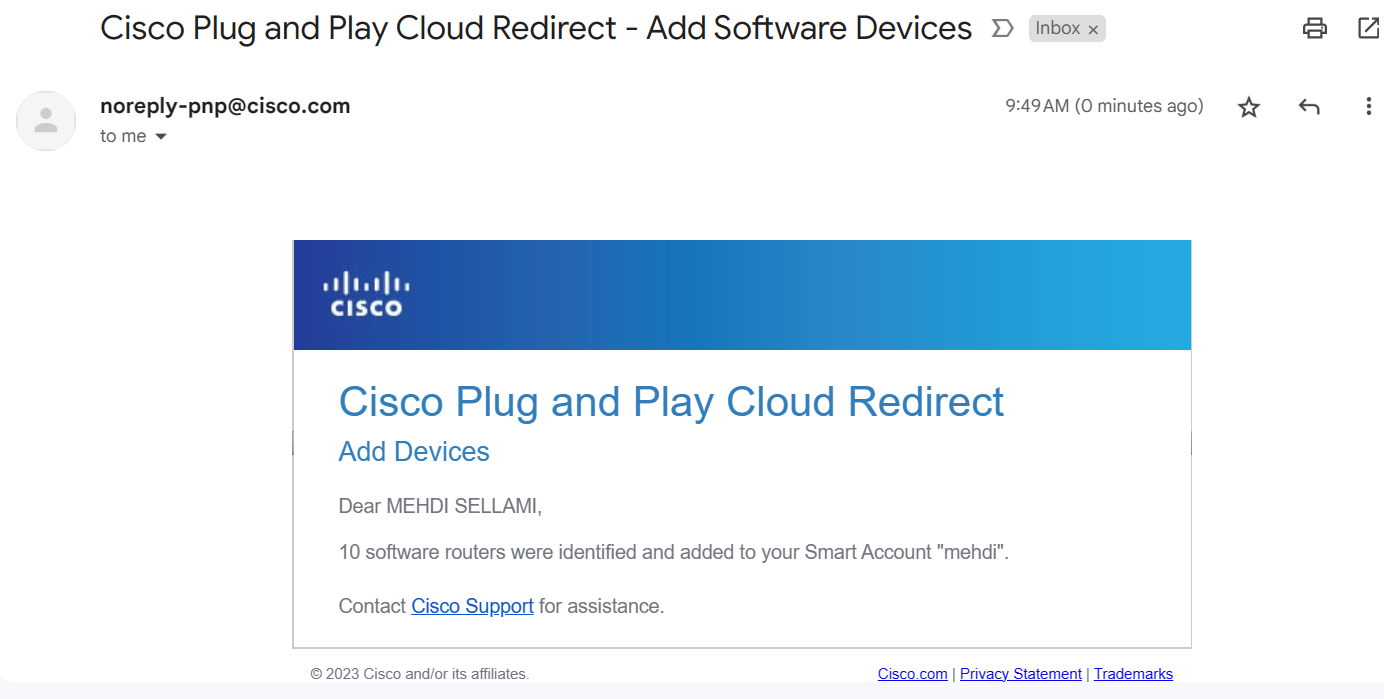 Cisco Plug and Play Cloud Redirect - Add Software Devices Inbox ×
noreply-pnp@cisco.com 9:49 AM (0 minutes ago)
to me
CISCO
Cisco Plug and Play Cloud Redirect
Add Devices
Dear MEHDI SELLAMI,
10 software routers were identified and added to your Smart Account "mehdi".
Contact Cisco Support for assistance.
© 2023 Cisco and/or its affiliates. Cisco.com | Privacy Statement | Trademarks